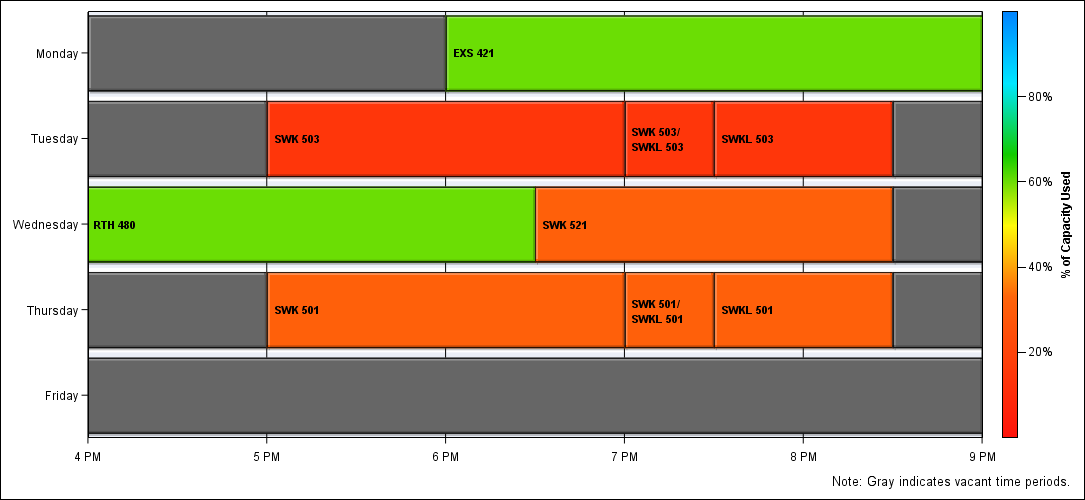 Monday
EXS 421
Tuesday
SWK 503
SWK 503/
SWKL 503
SWKL 503
Wednesday
RTH 480
SWK 521
Thursday
SWK 501
SWK 501/
SWKL 501
SWKL 501
Friday
4 PM
5 PM
6 PM
7 PM
8 PM
9 PM
80%
60%
40%
20%
% of Capacity Used
Note: Gray indicates vacant time periods.